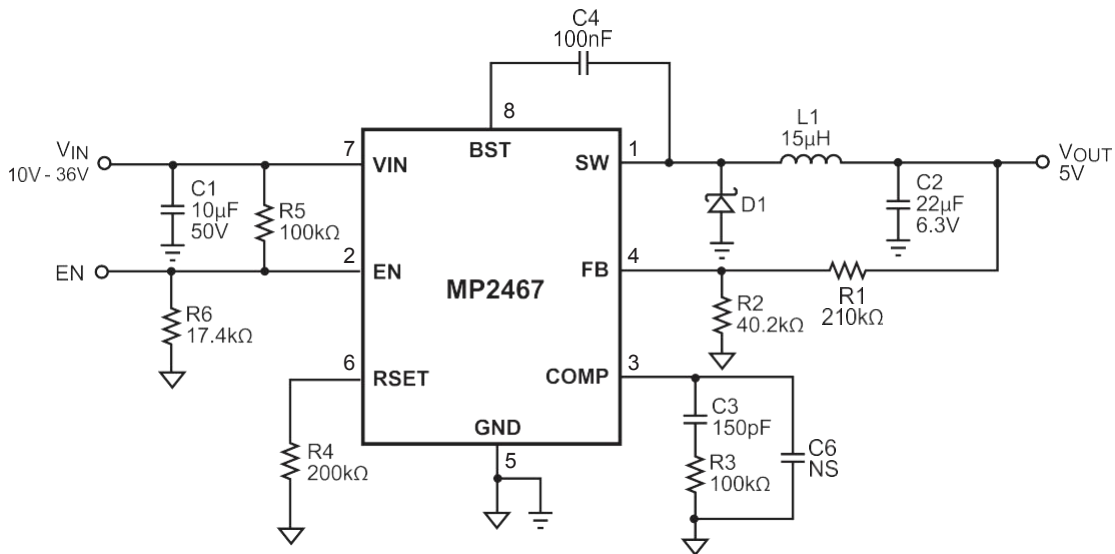 C4
100nF
8
L1
15µH
VIN
10V - 36V
7
VIN
BST
SW
1
VOUT
5V
C1
10µF
50V
R5
100kΩ
D1
C2
22µF
6.3V
EN
2
EN
FB
4
MP2467
R6
17.4kΩ
R2
40.2kΩ
R1
210kΩ
6
RSET
COMP
3
GND
5
R4
200kΩ
C3
150pF
R3
100kΩ
C6
NS